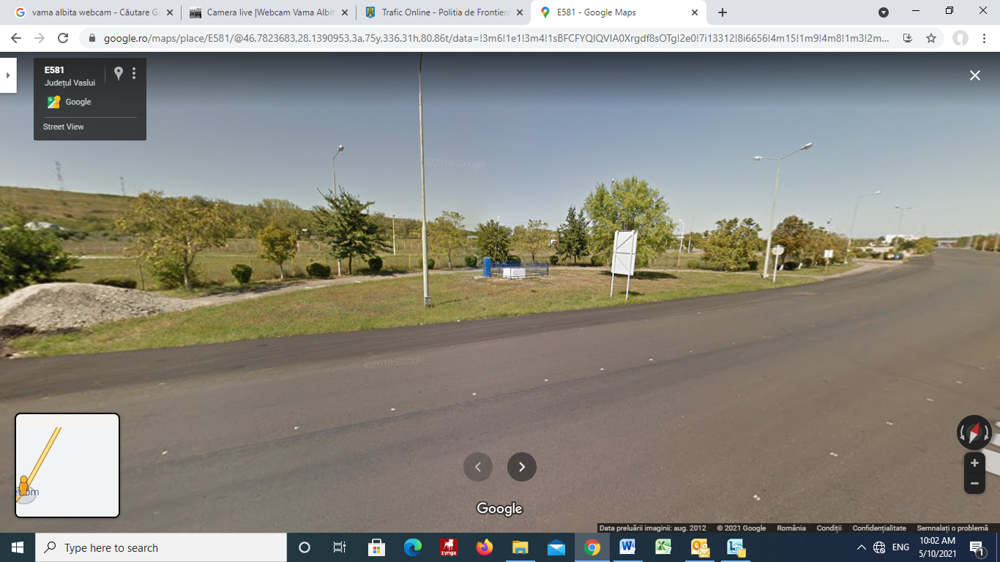 vama albita webcam - Căutare G
Camera live |Webcam Vama Albit
Trafic Online - Politia de Frontier
E581 - Google Maps
google.ro/maps/place/E581/@46.7823683,28.1390953,3a,75y,336.31h,80.86t/data=!3m6!1e1!3m4!1sBFCFYQIQVIA0Xrgdf8sOTg!2e0!7i13312!8i6656!4m15!1m9!4m8!1m3!2m...
E581
Județul Vaslui
Google
Street View
©2019 Google
©2019 Google
Google
Data preluării imaginii: aug. 2012 © 2021 Google România Condiții Confidențialitate Semnalați o problemă
Type here to search
zynga
ENG
10:02 AM
5/10/2021
1